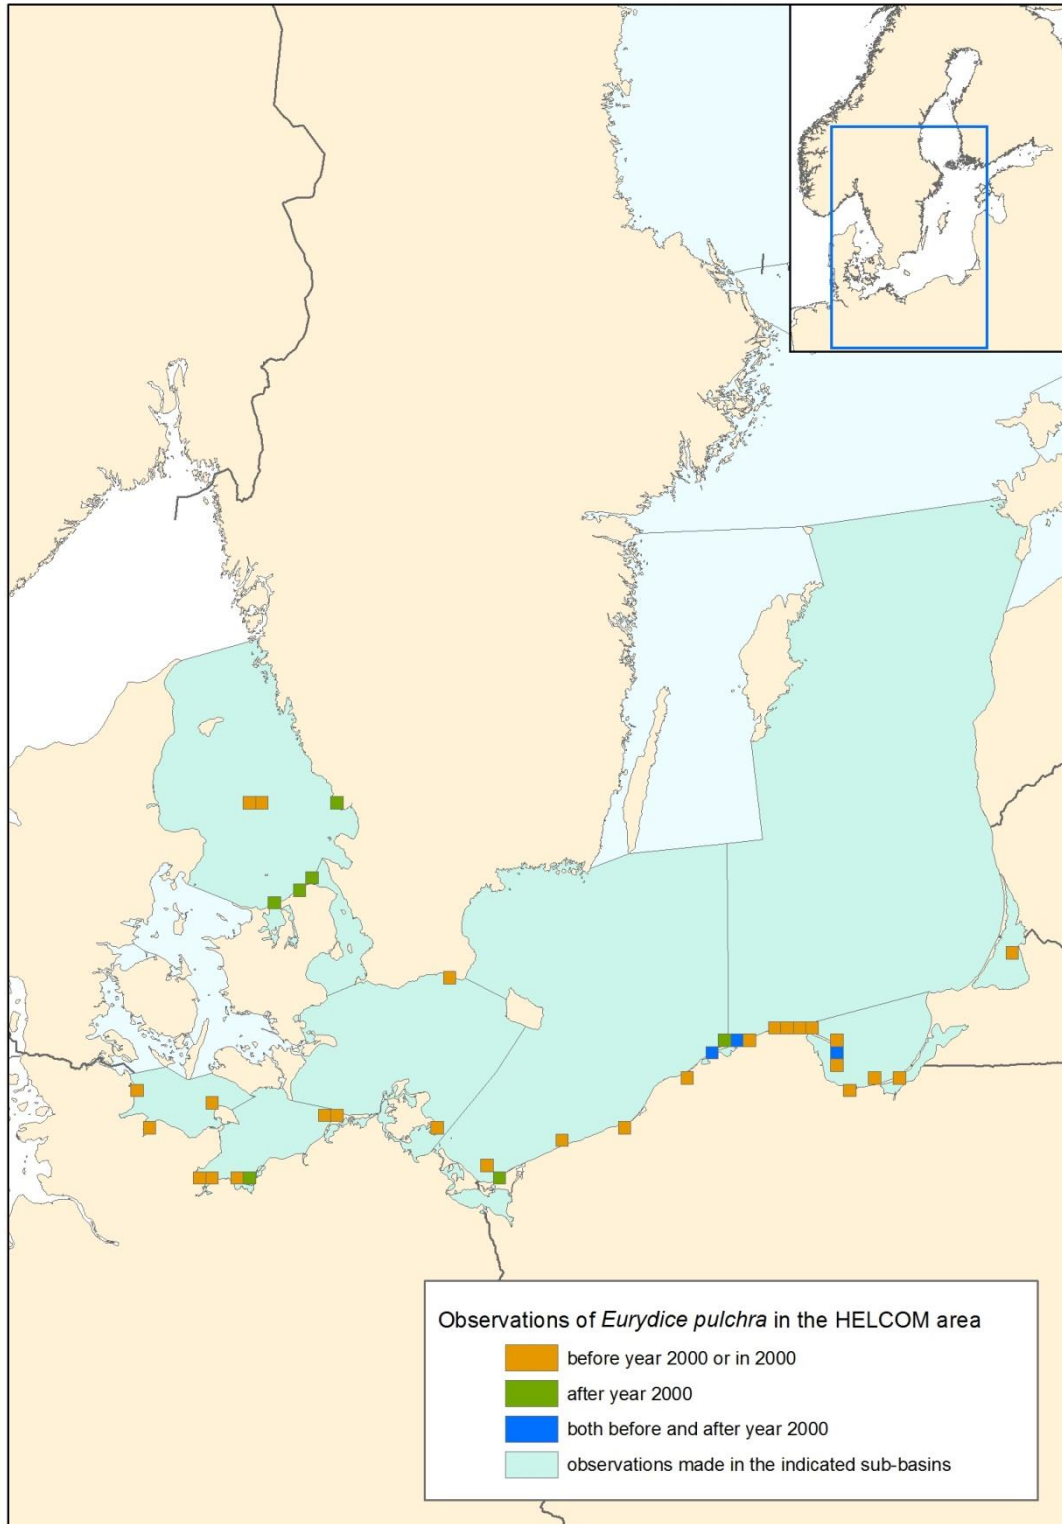 Observations of Eurydice pulchra in the HELCOM area
before year 2000 or in 2000
after year 2000
both before and after year 2000
observations made in the indicated sub-basins